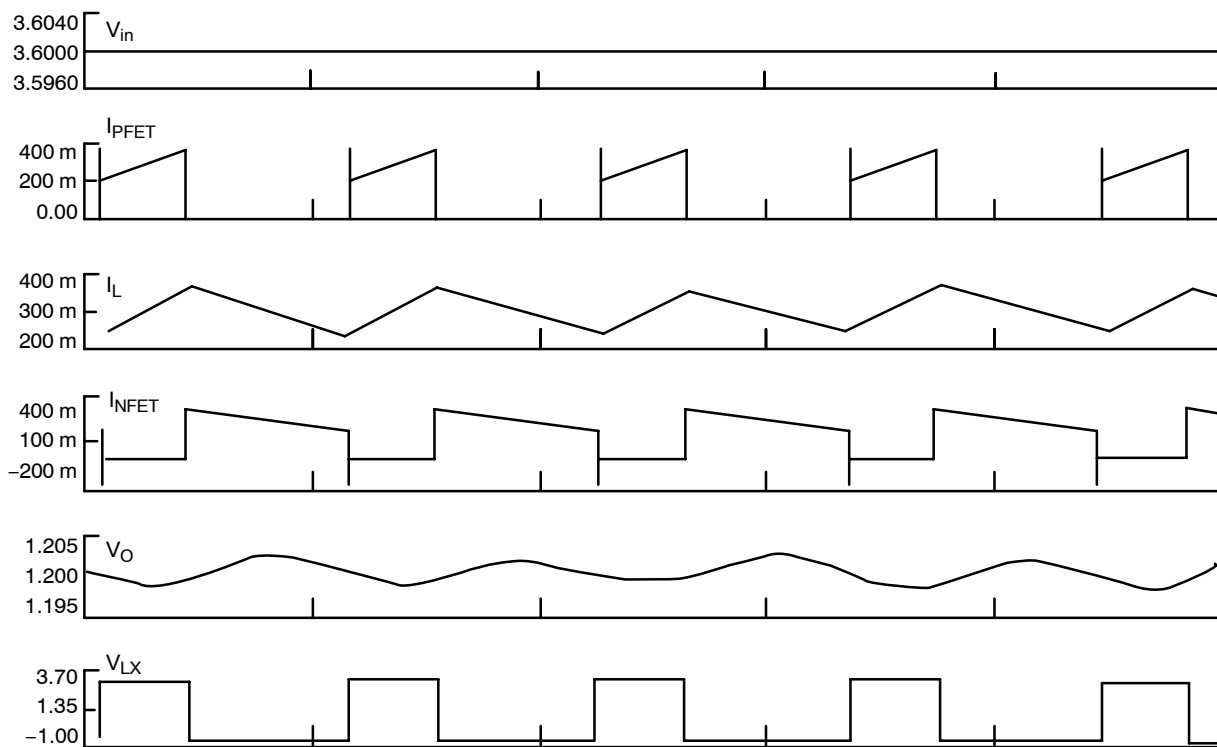 3.6040
V_in
3.6000
3.5960
I_PFET
400 m
200 m
0.00
400 m
I_L
300 m
200 m
I_NFET
400 m
100 m
−200 m
1.205
V_O
1.200
1.195
V_LX
3.70
1.35
−1.00